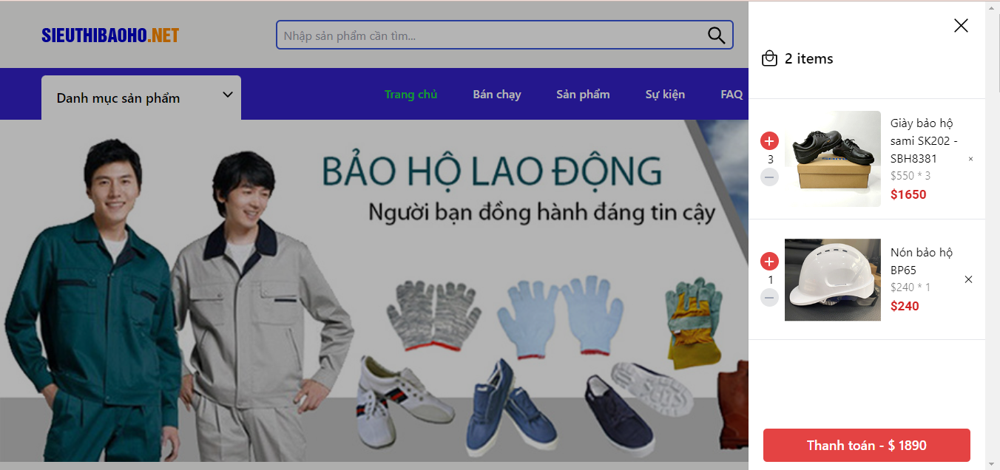 SIEUTHIBAOHO.NET
Nhập sản phẩm cần tìm...
Danh mục sản phẩm
Trang chủ
Bán chạy
Sản phẩm
Sự kiện
FAQ
BẢO HỘ LAO ĐỘNG
Người bạn đồng hành đáng tin cậy
2 items
3
Giày bảo hộ
sami SK202 -
SBH8381
$550 * 3
$1650
1
Nón bảo hộ
BP65
$240 * 1
$240
Thanh toán - $ 1890